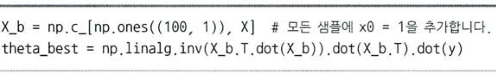 X_b = np.c_[np.ones((100, 1)), X]  # 모든 샘플에 x0 = 1을 추가합니다.
theta_best = np.linalg.inv(X_b.T.dot(X_b)).dot(X_b.T).dot(y)